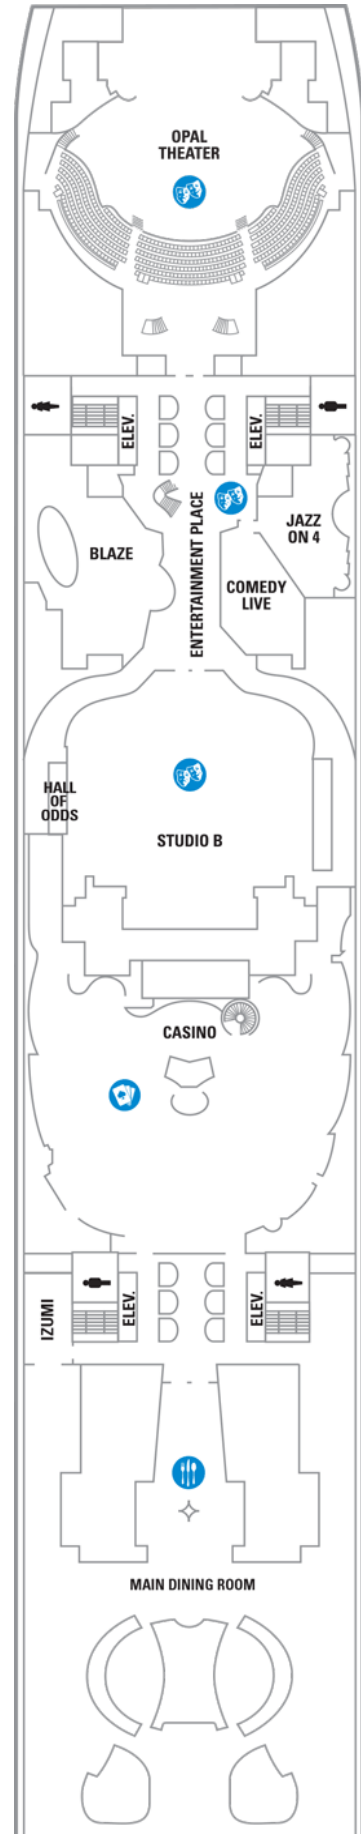 OPAL
THEATER
ELEV.
ELEV.
ENTERTAINMENT PLACE
JAZZ
ON 4
BLAZE
COMEDY
LIVE
HALL
OF
ODDS
STUDIO B
CASINO
IZUMI
ELEV.
ELEV.
MAIN DINING ROOM